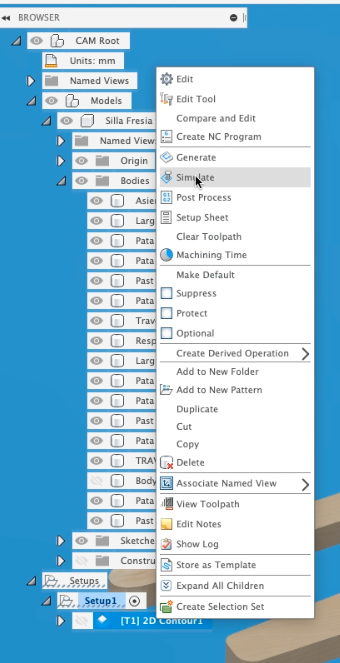 BROWSER
CAM Root
Units: mm
Named Views
Models
Silla Fresia
Named View
Origin
Bodies
Asie
Larg
Pata
Pata
Past
Pata
Trav
Resp
Larg
Pata
Pata
Past
Pata
TRAV
Body
Pata
Past
Sketche
Constru
Setups
Setup1
[T1] 2D Contour1
Edit
Edit Tool
Compare and Edit
Create NC Program
Generate
Simulate
Post Process
Setup Sheet
Clear Toolpath
Machining Time
Make Default
Suppress
Protect
Optional
Create Derived Operation
Add to New Folder
Add to New Pattern
Duplicate
Cut
Copy
Delete
Associate Named View
View Toolpath
Edit Notes
Show Log
Store as Template
Expand All Children
Create Selection Set